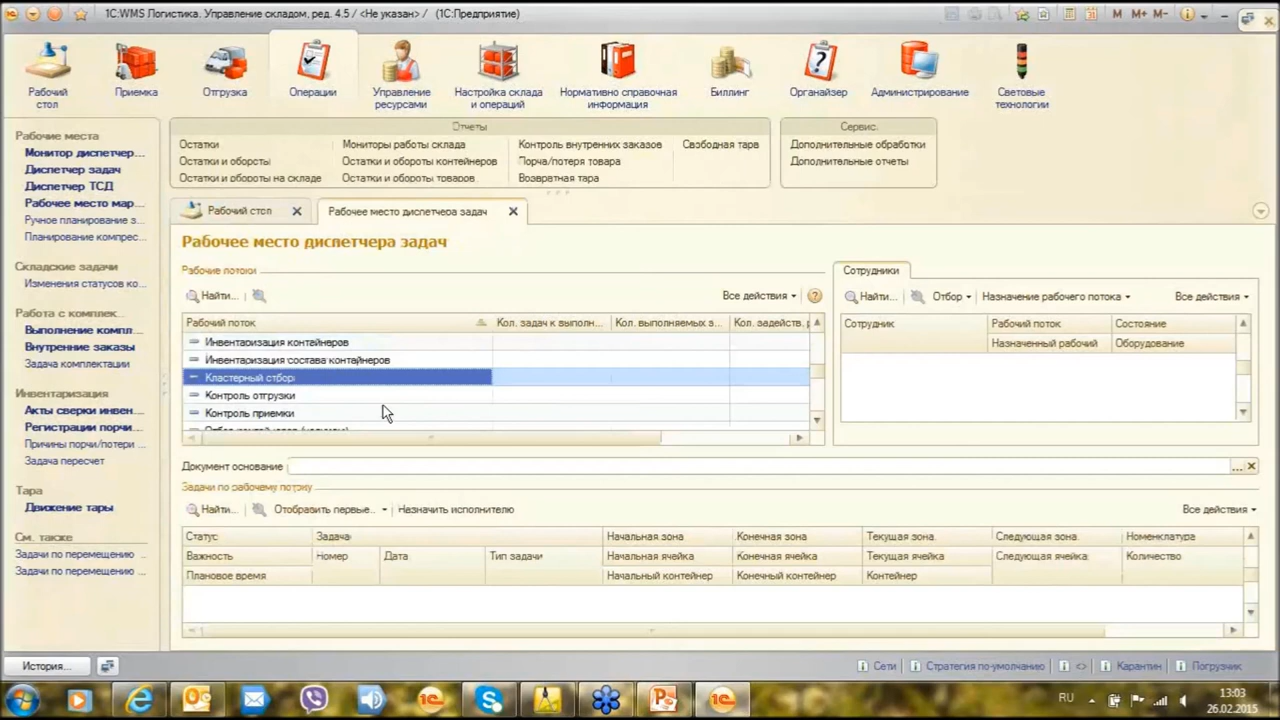 1С:WMS Логистика. Управление складом, ред. 4.5 / <Не указан> / (1С:Предприятие)
M M+ M-
Рабочий стол
Приемка
Отгрузка
Операции
Управление ресурсами
Настройка склада и операций
Нормативно справочная информация
Биллинг
Органайзер
Администрирование
Световые технологии
Рабочие места
Монитор диспетчер...
Диспетчер задач
Диспетчер ТСД
Рабочее место мар...
Ручное планирование з...
Планирование компрес...
Складские задачи
Изменения статусов ко...
Работа с комплек...
Выполнение компл...
Внутренние заказы
Задача комплектации
Инвентаризация
Акты сверки инвен...
Регистрации порчи...
Причины порчи/потери ...
Задача пересчет
Тара
Движение тары
См. также
Задачи по перемещению ...
Задачи по перемещению ...
Отчеты
Остатки
Остатки и обороты
Остатки и обороты на складе
Мониторы работы склада
Остатки и обороты контейнеров
Остатки и обороты товаров
Контроль внутренних заказов
Порча/потеря товара
Возвратная тара
Свободная тара
Сервис
Дополнительные обработки
Дополнительные отчеты
Рабочий стол
Рабочее место диспетчера задач
Рабочее место диспетчера задач
Рабочие потоки
Найти...
Все действия
Рабочий поток
Кол. задач к выполн...
Кол. выполняемых з...
Кол. задейств. р
Инвентаризация контейнеров
Инвентаризация состава контейнеров
Кластерный отбор
Контроль отгрузки
Контроль приемки
Сотрудники
Найти...
Отбор
Назначение рабочего потока
Все действия
Сотрудник
Рабочий поток
Состояние
Назначенный рабочий
Оборудование
Документ основание
Задачи по рабочему потоку
Найти...
Отобразить первые..
Назначить исполнителя
Все действия
Статус
Задача
Начальная зона
Конечная зона
Текущая зона
Следующая зона
Номенклатура
Важность
Номер
Дата
Тип задачи
Начальная ячейка
Конечная ячейка
Текущая ячейка
Следующая ячейка
Количество
Плановое время
Начальный контейнер
Конечный контейнер
Контейнер
История...
Сети
Стратегия по-умолчанию
<>
Карантин
Погрузчик
RU
13:03
26.02.2015